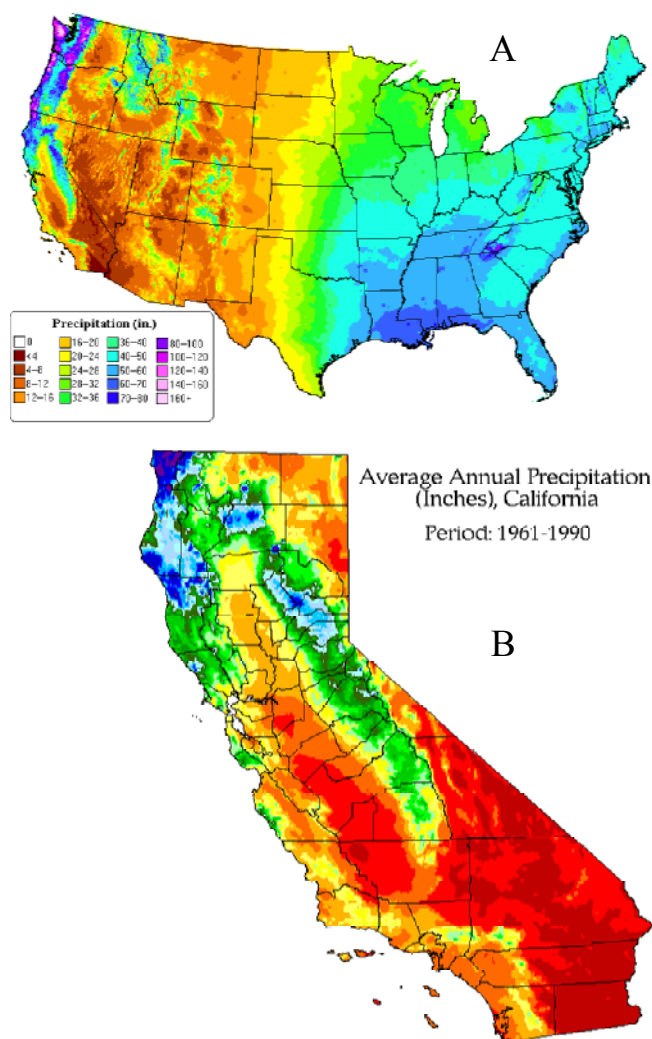 A
Precipitation (in.)
0 16-20 36-40 80-100
<4 20-24 40-50 100-120
4-8 24-28 50-60 120-140
8-12 28-32 60-70 140-160
12-16 32-36 70-80 160+
Average Annual Precipitation
(Inches), California
Period: 1961-1990
B